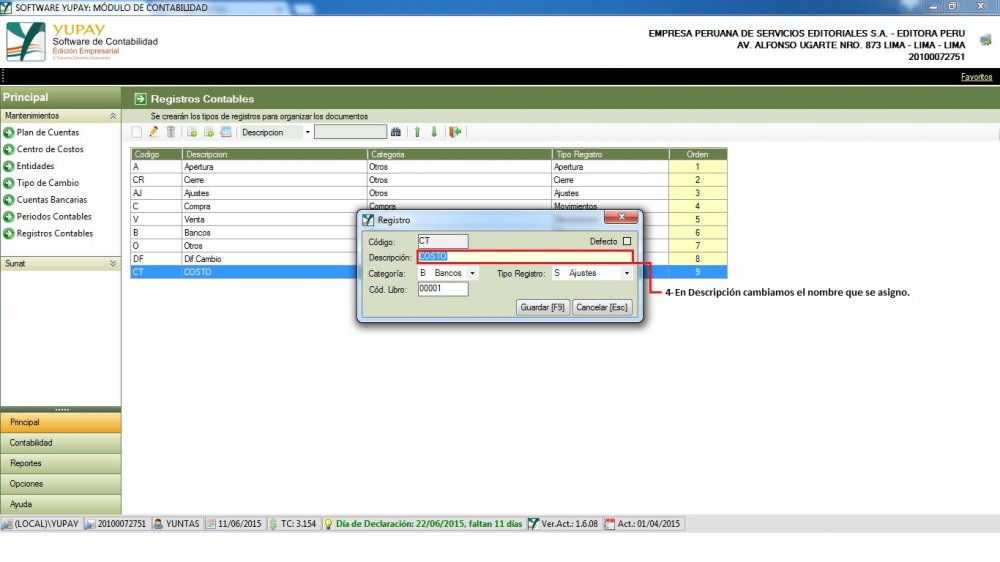 SOFTWARE YUPAY: MÓDULO DE CONTABILIDAD
YUPAY
Software de Contabilidad
Edición Empresarial
© Todos los Derechos Reservados
EMPRESA PERUANA DE SERVICIOS EDITORIALES S.A. - EDITORA PERU
AV. ALFONSO UGARTE NRO. 873 LIMA - LIMA - LIMA
20100072751
Favoritos
Principal
Registros Contables
Mantenimientos
Se crearán los tipos de registros para organizar los documentos
Plan de Cuentas
Centro de Costos
Entidades
Tipo de Cambio
Cuentas Bancarias
Periodos Contables
Registros Contables
Sunat
Descripcion
Codigo Descripcion Categoria Tipo Registro Orden
A Apertura Otros Apertura 1
CR Cierre Otros Cierre 2
AJ Ajustes Otros Ajustes 3
C Compra Compra Movimientos 4
V Venta 5
B Bancos 6
O Otros 7
DF Dif.Cambio 8
CT COSTO 9
Registro
Código: CT Defecto
Descripción: COSTO
Categoría: B Bancos Tipo Registro: S Ajustes
Cód. Libro: 00001
Guardar [F9] Cancelar [Esc]
4- En Descripción cambiamos el nombre que se asigno.
Principal
Contabilidad
Reportes
Opciones
Ayuda
(LOCAL)\YUPAY 20100072751 YUNTAS 11/06/2015 TC: 3.154 Día de Declaración: 22/06/2015, faltan 11 días Ver.Act.: 1.6.08 Act.: 01/04/2015